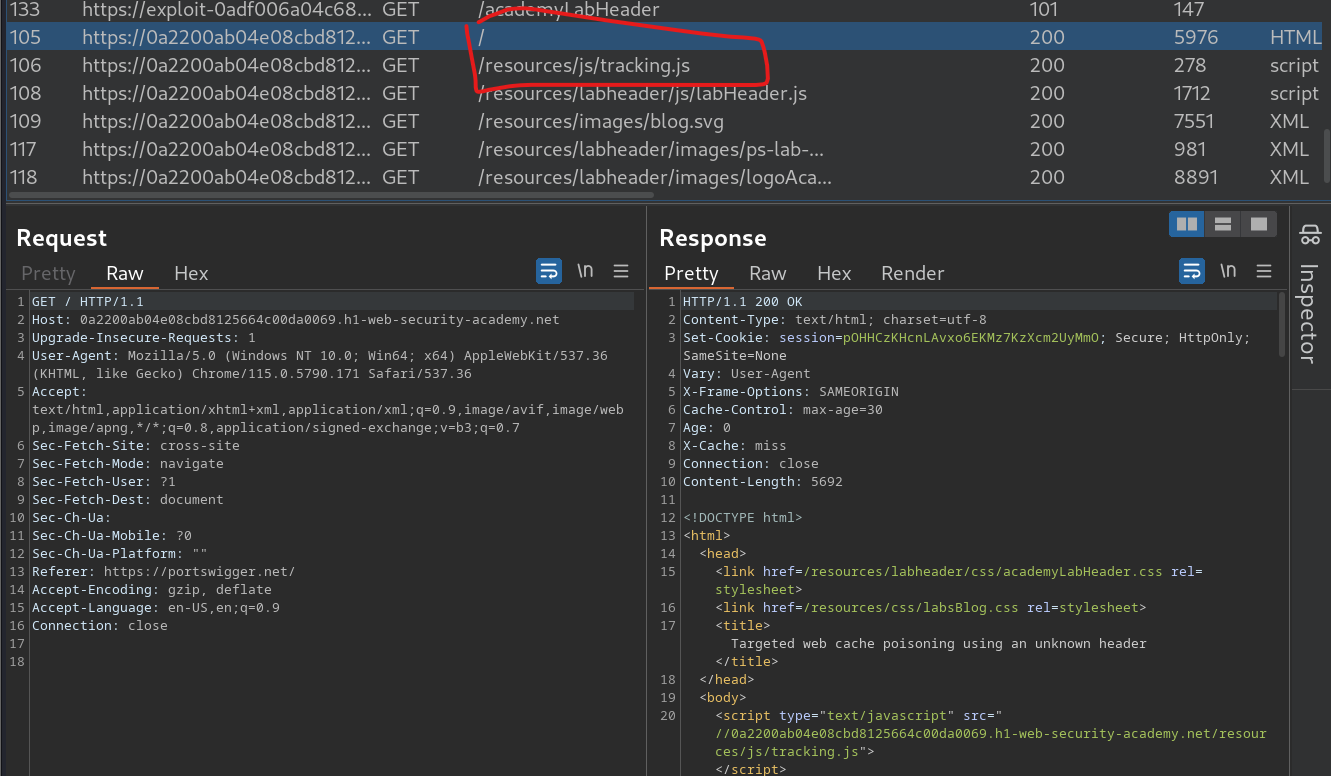 133 https://exploit-0adf006a04c68... GET /academyLabHeader 101 147
105 https://0a2200ab04e08cbd812... GET / 200 5976 HTML
106 https://0a2200ab04e08cbd812... GET /resources/js/tracking.js 200 278 script
108 https://0a2200ab04e08cbd812... GET /resources/labheader/js/labHeader.js 200 1712 script
109 https://0a2200ab04e08cbd812... GET /resources/images/blog.svg 200 7551 XML
117 https://0a2200ab04e08cbd812... GET /resources/labheader/images/ps-lab-... 200 981 XML
118 https://0a2200ab04e08cbd812... GET /resources/labheader/images/logoAca... 200 8891 XML
Request
Pretty Raw Hex \n
1 GET / HTTP/1.1
2 Host: 0a2200ab04e08cbd8125664c00da0069.h1-web-security-academy.net
3 Upgrade-Insecure-Requests: 1
4 User-Agent: Mozilla/5.0 (Windows NT 10.0; Win64; x64) AppleWebKit/537.36
(KHTML, like Gecko) Chrome/115.0.5790.171 Safari/537.36
5 Accept:
text/html,application/xhtml+xml,application/xml;q=0.9,image/avif,image/web
p,image/apng,*/*;q=0.8,application/signed-exchange;v=b3;q=0.7
6 Sec-Fetch-Site: cross-site
7 Sec-Fetch-Mode: navigate
8 Sec-Fetch-User: ?1
9 Sec-Fetch-Dest: document
10 Sec-Ch-Ua:
11 Sec-Ch-Ua-Mobile: ?0
12 Sec-Ch-Ua-Platform: ""
13 Referer: https://portswigger.net/
14 Accept-Encoding: gzip, deflate
15 Accept-Language: en-US,en;q=0.9
16 Connection: close
17
18
Response
Pretty Raw Hex Render \n
1 HTTP/1.1 200 OK
2 Content-Type: text/html; charset=utf-8
3 Set-Cookie: session=pOHHCzKHcnLAvxo6EKMz7KzXcm2UyMmO; Secure; HttpOnly;
SameSite=None
4 Vary: User-Agent
5 X-Frame-Options: SAMEORIGIN
6 Cache-Control: max-age=30
7 Age: 0
8 X-Cache: miss
9 Connection: close
10 Content-Length: 5692
11
12 <!DOCTYPE html>
13 <html>
14 <head>
15 <link href=/resources/labheader/css/academyLabHeader.css rel=
stylesheet>
16 <link href=/resources/css/labsBlog.css rel=stylesheet>
17 <title>
Targeted web cache poisoning using an unknown header
</title>
18 </head>
19 <body>
20 <script type="text/javascript" src="
//0a2200ab04e08cbd8125664c00da0069.h1-web-security-academy.net/resour
ces/js/tracking.js">
</script>
Inspector